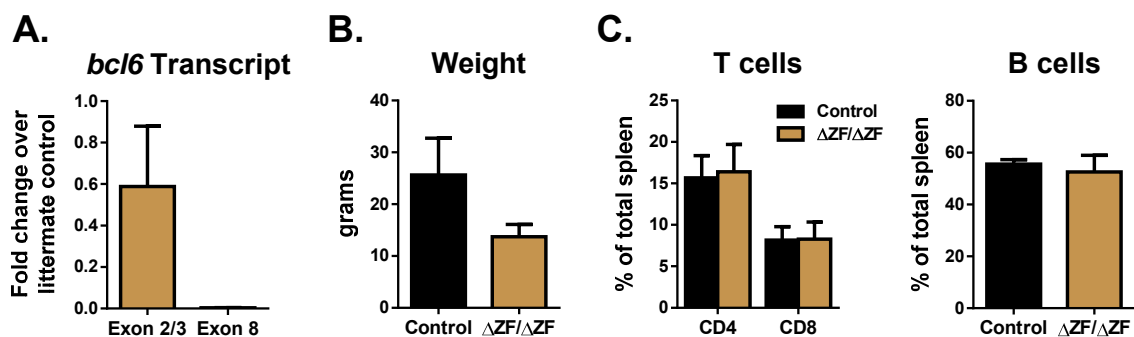 A.
bcl6 Transcript
Fold change over
littermate control
1.0
0.8
0.6
0.4
0.2
0.0
Exon 2/3 Exon 8
B.
Weight
grams
40
30
20
10
0
Control ΔZF/ΔZF
C.
T cells
% of total spleen
25
20
15
10
5
0
CD4 CD8
Control
ΔZF/ΔZF
B cells
% of total spleen
80
60
40
20
0
Control ΔZF/ΔZF